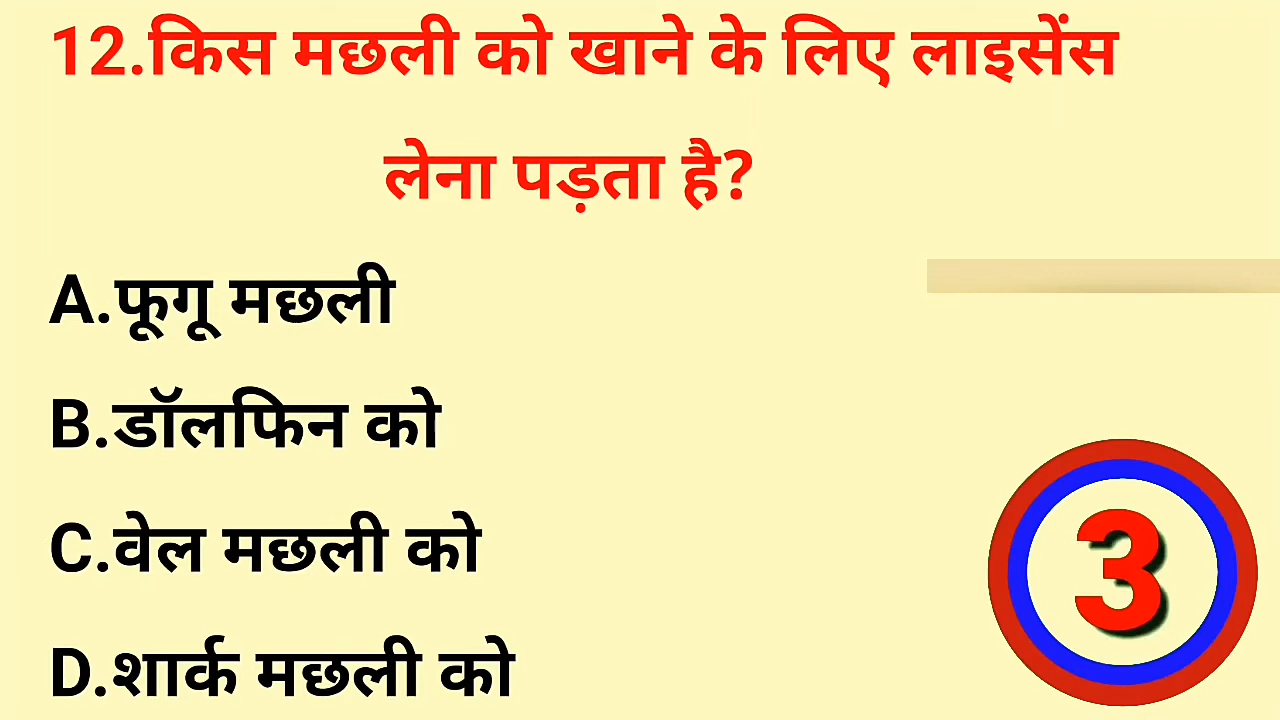 12.किस मछली को खाने के लिए लाइसेंस
लेना पड़ता है?
A.फूगू मछली
B.डॉलफिन को
C.वेल मछली को
D.शार्क मछली को
3